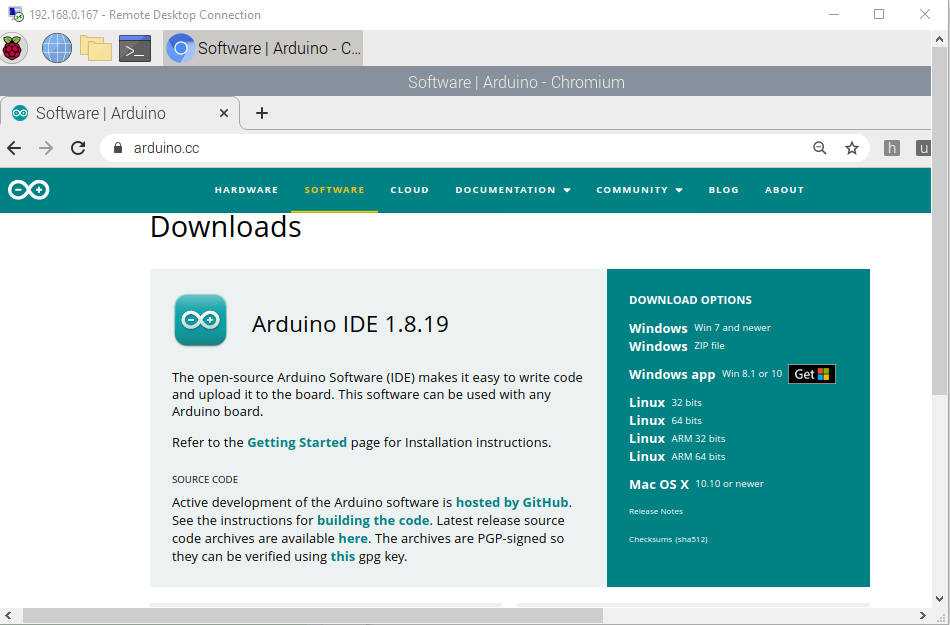 192.168.0.167 - Remote Desktop Connection
Software | Arduino - C...
Software | Arduino - Chromium
Software | Arduino
arduino.cc
h
u
HARDWARE SOFTWARE CLOUD DOCUMENTATION COMMUNITY BLOG ABOUT
Downloads
Arduino IDE 1.8.19
The open-source Arduino Software (IDE) makes it easy to write code
and upload it to the board. This software can be used with any
Arduino board.
Refer to the Getting Started page for Installation instructions.
SOURCE CODE
Active development of the Arduino software is hosted by GitHub.
See the instructions for building the code. Latest release source
code archives are available here. The archives are PGP-signed so
they can be verified using this gpg key.
DOWNLOAD OPTIONS
Windows Win 7 and newer
Windows ZIP file
Windows app Win 8.1 or 10 Get
Linux 32 bits
Linux 64 bits
Linux ARM 32 bits
Linux ARM 64 bits
Mac OS X 10.10 or newer
Release Notes
Checksums (sha512)